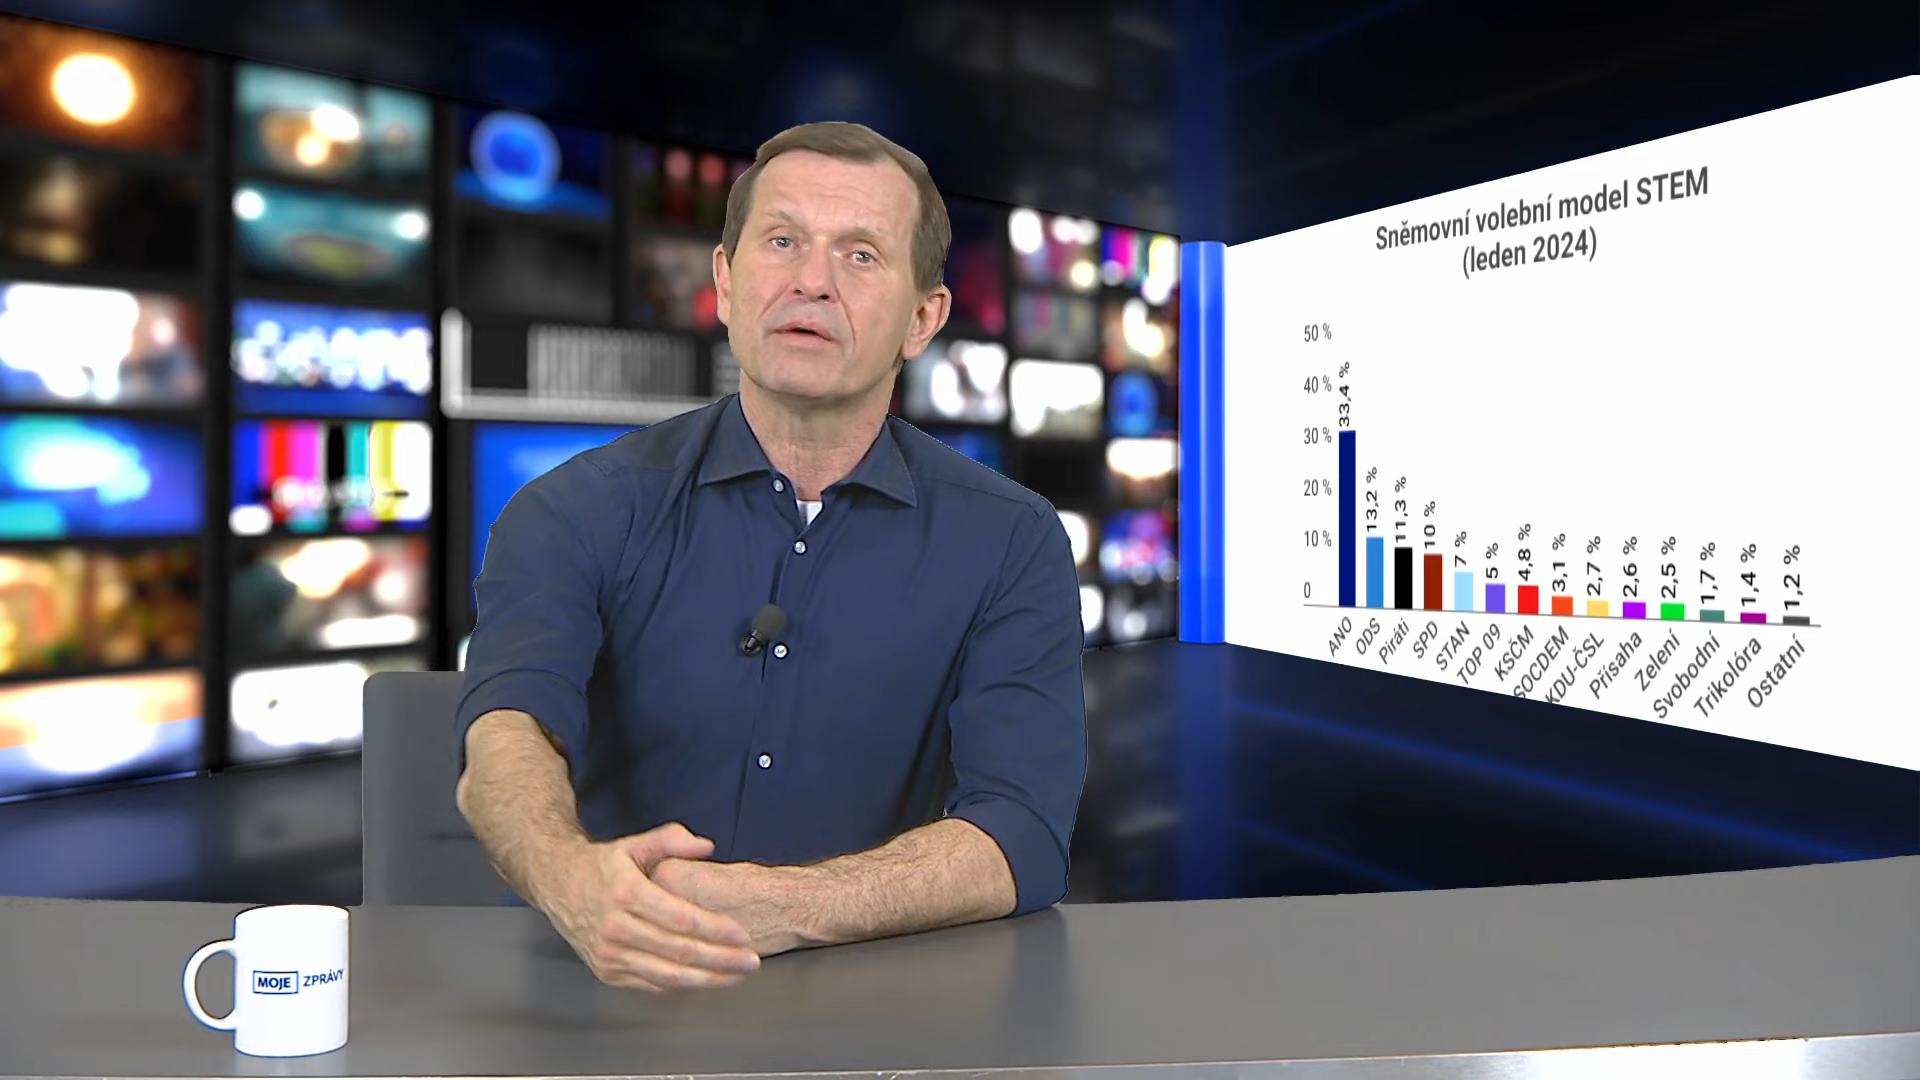 Sněmovní volební model STEM
(leden 2024)
50 %
40 %
30 %
20 %
10 %
0
33,4 %
13,2 %
11,3 %
10 %
7 %
5 %
4,8 %
3,1 %
2,7 %
2,6 %
2,5 %
1,7 %
1,4 %
1,2 %
ANO
ODS
Piráti
SPD
STAN
TOP 09
KSČM
SOCDEM
KDU-ČSL
Přísaha
Zelení
Svobodní
Trikolóra
Ostatní
MOJE ZPRÁVY